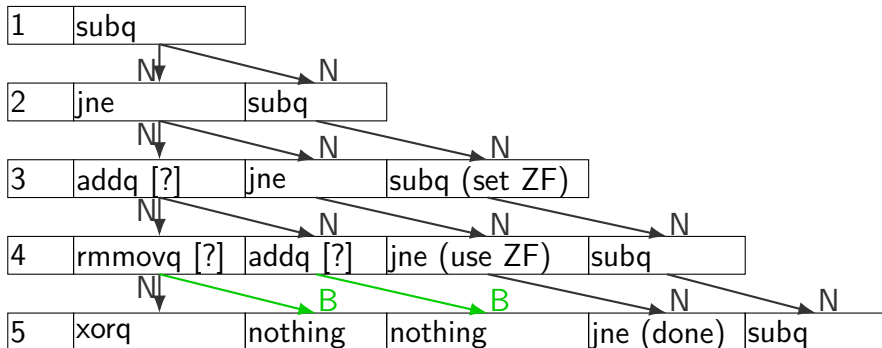 1 subq
N N
2 jne subq
N N N
3 addq [?] jne subq (set ZF)
N N N N
4 rmmovq [?] addq [?] jne (use ZF) subq
N B B N N
5 xorq nothing nothing jne (done) subq